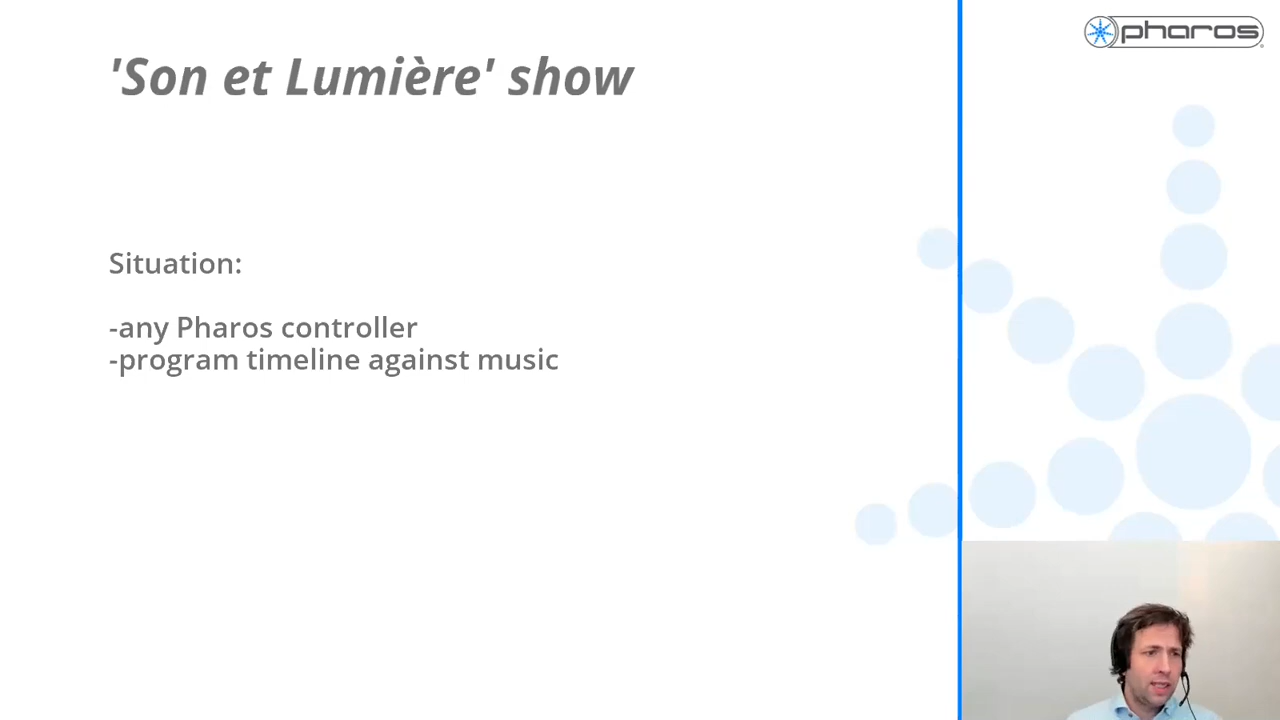 'Son et Lumière' show
pharos
Situation:
-any Pharos controller
-program timeline against music